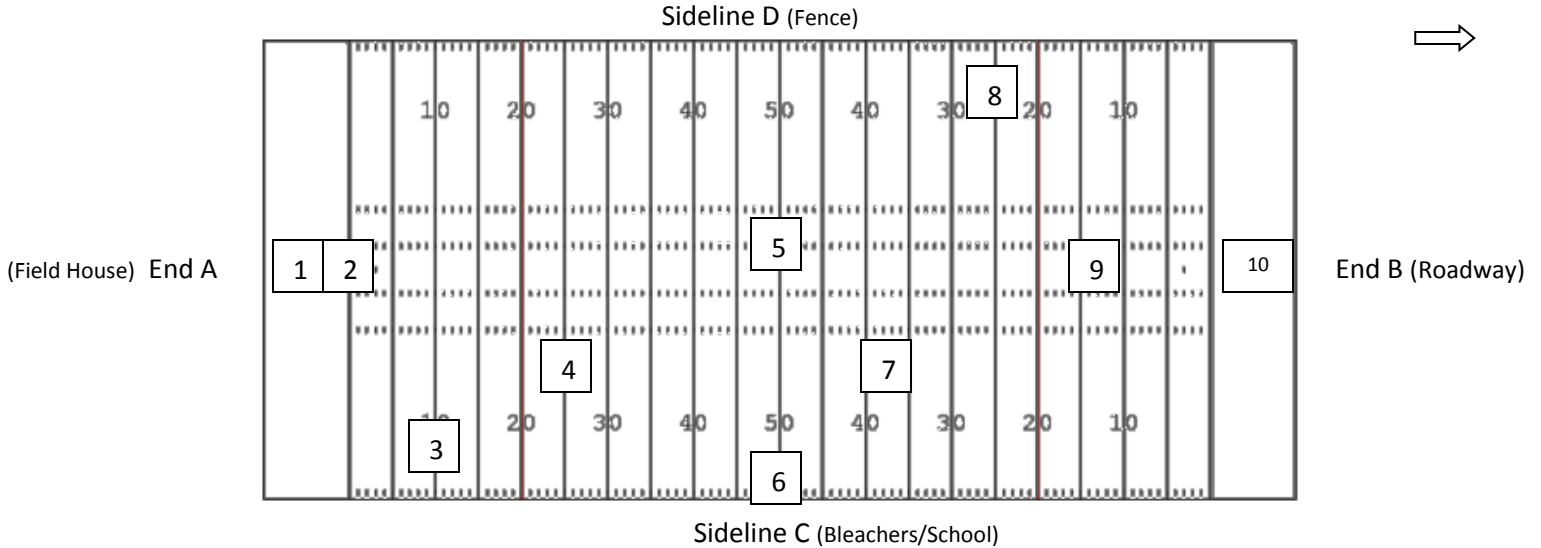 Sideline D (Fence)
8
10 20 30 40 50 40 30 20 10
5
(Field House) End A 1 2 9 10 End B (Roadway)
4 7
10 20 30 40 50 40 30 20 10
3
6
Sideline C (Bleachers/School)